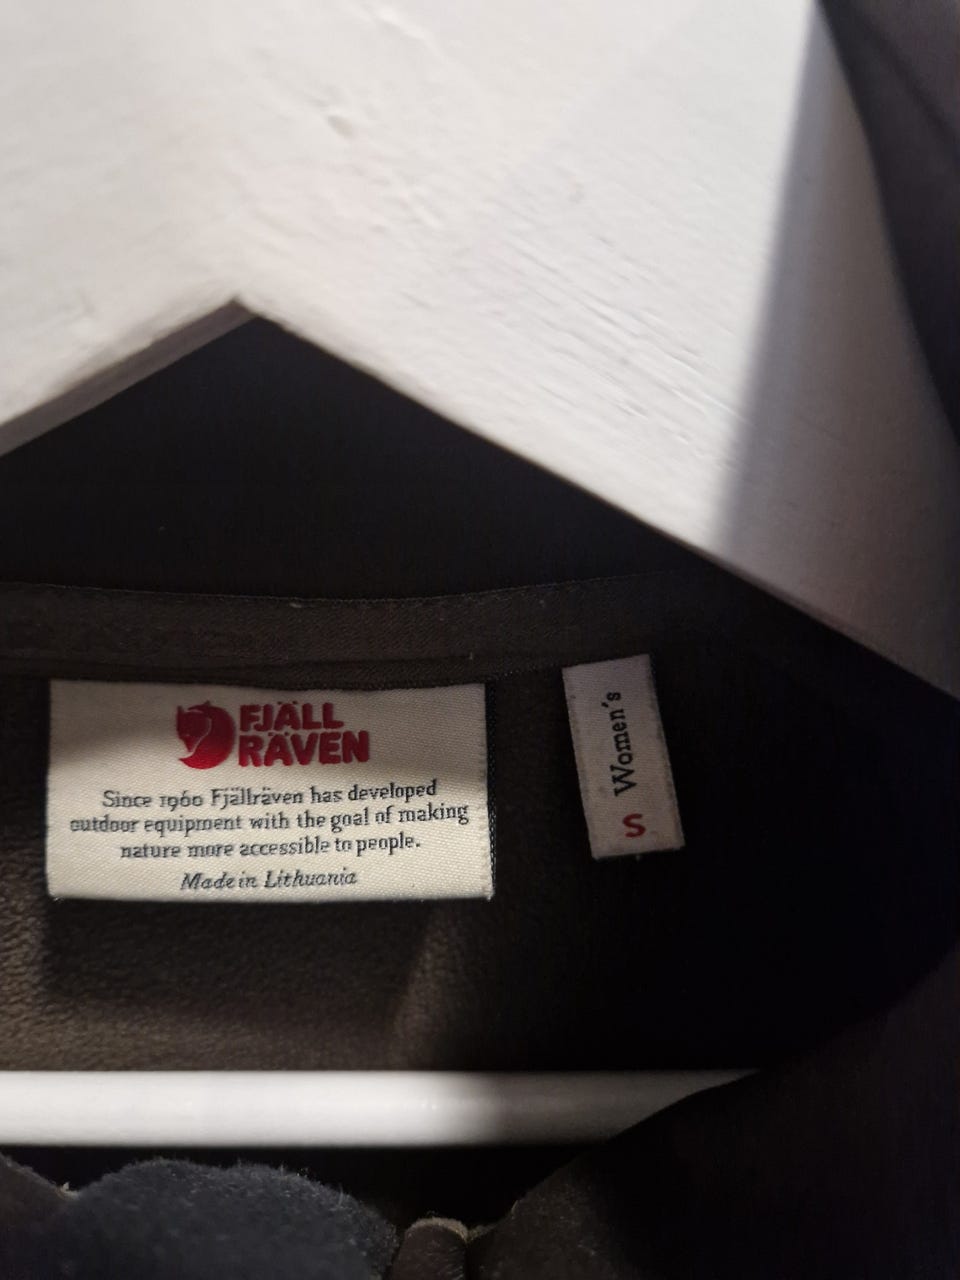 FJÄLL
RÄVEN
Since 1960 Fjällräven has developed
outdoor equipment with the goal of making
nature more accessible to people.
Made in Lithuania
Women's
S